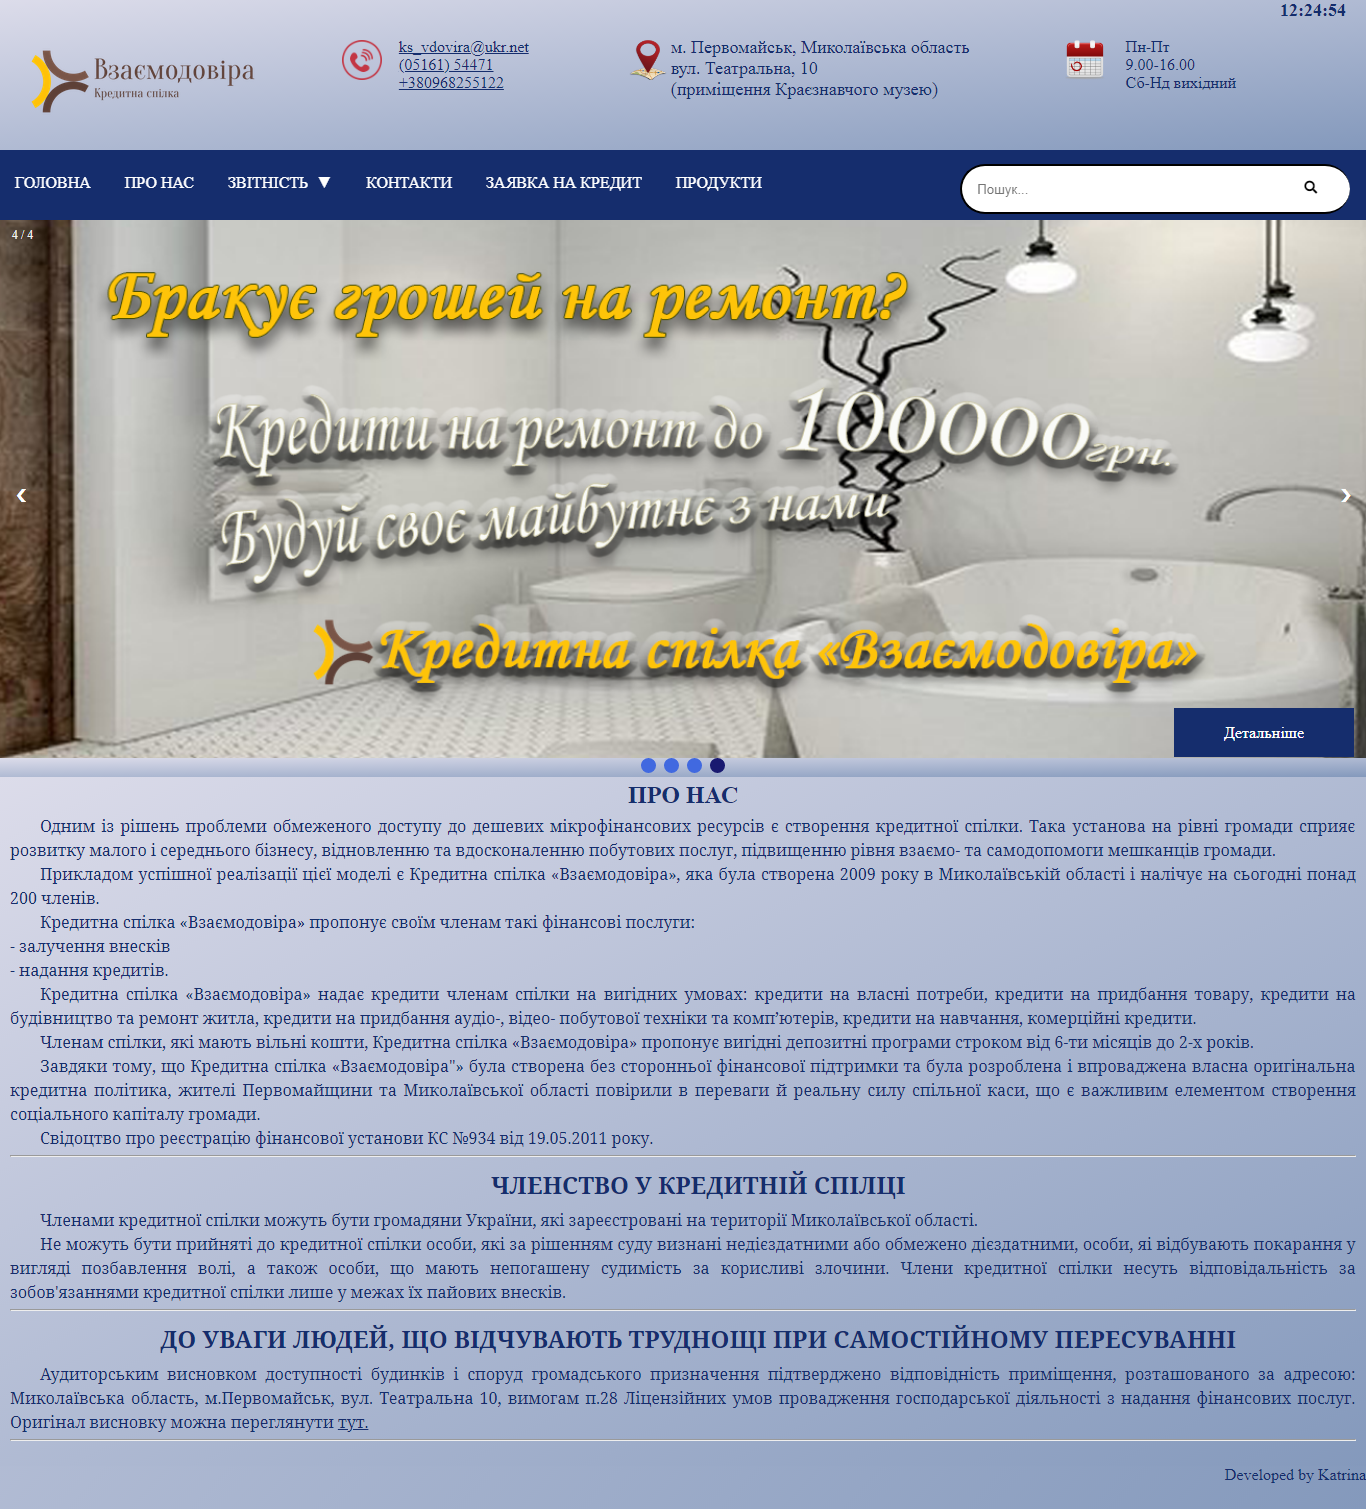 12:24:54
Взаємодовіра
Кредитна спілка
ks_vdovira@ukr.net
(05161) 54471
+380968255122
м. Первомайськ, Миколаївська область
вул. Театральна, 10
(приміщення Краєзнавчого музею)
Пн-Пт
9.00-16.00
Сб-Нд вихідний
ГОЛОВНА ПРО НАС ЗВІТНІСТЬ ▼ КОНТАКТИ ЗАЯВКА НА КРЕДИТ ПРОДУКТИ
Пошук...
4 / 4
Бракує грошей на ремонт?
Кредити на ремонт до 100000грн.
Будуй своє майбутнє з нами
❮ ❯
Кредитна спілка «Взаємодовіра»
Детальніше
ПРО НАС
Одним із рішень проблеми обмеженого доступу до дешевих мікрофінансових ресурсів є створення кредитної спілки. Така установа на рівні громади сприяє
розвитку малого і середнього бізнесу, відновленню та вдосконаленню побутових послуг, підвищенню рівня взаємо- та самодопомоги мешканців громади.
Прикладом успішної реалізації цієї моделі є Кредитна спілка «Взаємодовіра», яка була створена 2009 року в Миколаївській області і налічує на сьогодні понад
200 членів.
Кредитна спілка «Взаємодовіра» пропонує своїм членам такі фінансові послуги:
- залучення внесків
- надання кредитів.
Кредитна спілка «Взаємодовіра» надає кредити членам спілки на вигідних умовах: кредити на власні потреби, кредити на придбання товару, кредити на
будівництво та ремонт житла, кредити на придбання аудіо-, відео- побутової техніки та комп’ютерів, кредити на навчання, комерційні кредити.
Членам спілки, які мають вільні кошти, Кредитна спілка «Взаємодовіра» пропонує вигідні депозитні програми строком від 6-ти місяців до 2-х років.
Завдяки тому, що Кредитна спілка «Взаємодовіра"» була створена без сторонньої фінансової підтримки та була розроблена і впроваджена власна оригінальна
кредитна політика, жителі Первомайщини та Миколаївської області повірили в переваги й реальну силу спільної каси, що є важливим елементом створення
соціального капіталу громади.
Свідоцтво про реєстрацію фінансової установи КС №934 від 19.05.2011 року.
ЧЛЕНСТВО У КРЕДИТНІЙ СПІЛЦІ
Членами кредитної спілки можуть бути громадяни України, які зареєстровані на території Миколаївської області.
Не можуть бути прийняті до кредитної спілки особи, які за рішенням суду визнані недієздатними або обмежено дієздатними, особи, яі відбувають покарання у
вигляді позбавлення волі, а також особи, що мають непогашену судимість за корисливі злочини. Члени кредитної спілки несуть відповідальність за
зобов'язаннями кредитної спілки лише у межах їх пайових внесків.
ДО УВАГИ ЛЮДЕЙ, ЩО ВІДЧУВАЮТЬ ТРУДНОЩІ ПРИ САМОСТІЙНОМУ ПЕРЕСУВАННІ
Аудиторським висновком доступності будинків і споруд громадського призначення підтверджено відповідність приміщення, розташованого за адресою:
Миколаївська область, м.Первомайськ, вул. Театральна 10, вимогам п.28 Ліцензійних умов провадження господарської діяльності з надання фінансових послуг.
Оригінал висновку можна переглянути тут.
Developed by Katrina